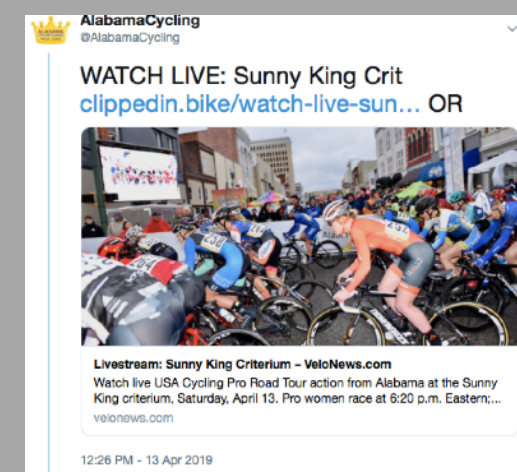 AlabamaCycling
@AlabamaCycling
WATCH LIVE: Sunny King Crit
clippedin.bike/watch-live-sun... OR
258
252
Livestream: Sunny King Criterium – VeloNews.com
Watch live USA Cycling Pro Road Tour action from Alabama at the Sunny
King criterium, Saturday, April 13. Pro women race at 6:20 p.m. Eastern;...
velonews.com
12:26 PM - 13 Apr 2019